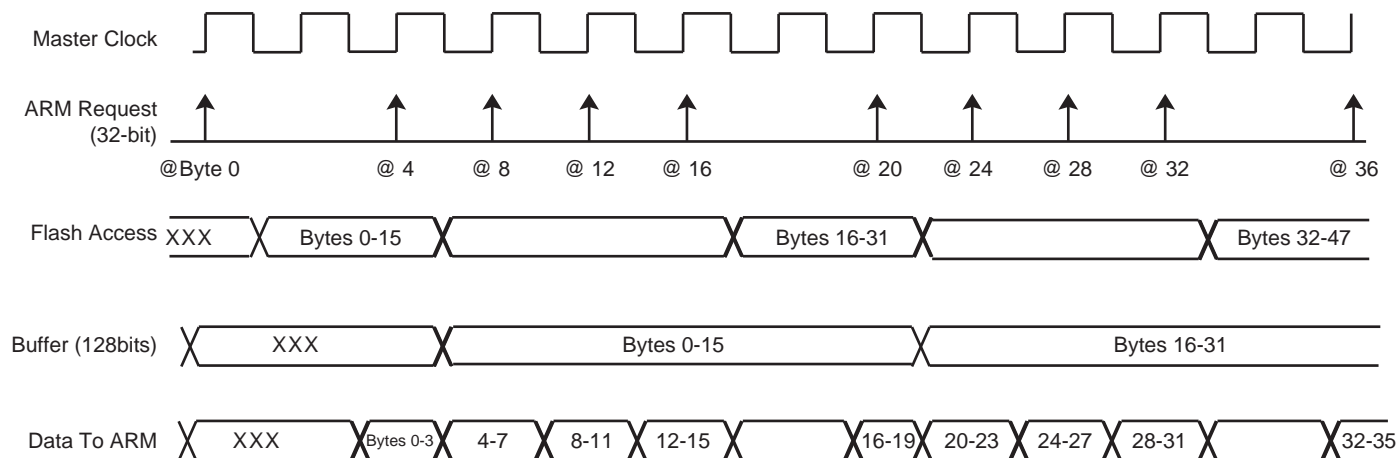 Master Clock
ARM Request
(32-bit)
@Byte 0 @ 4 @ 8 @ 12 @ 16 @ 20 @ 24 @ 28 @ 32 @ 36
Flash Access XXX Bytes 0-15 Bytes 16-31 Bytes 32-47
Buffer (128bits) XXX Bytes 0-15 Bytes 16-31
Data To ARM XXX Bytes 0-3 4-7 8-11 12-15 16-19 20-23 24-27 28-31 32-35